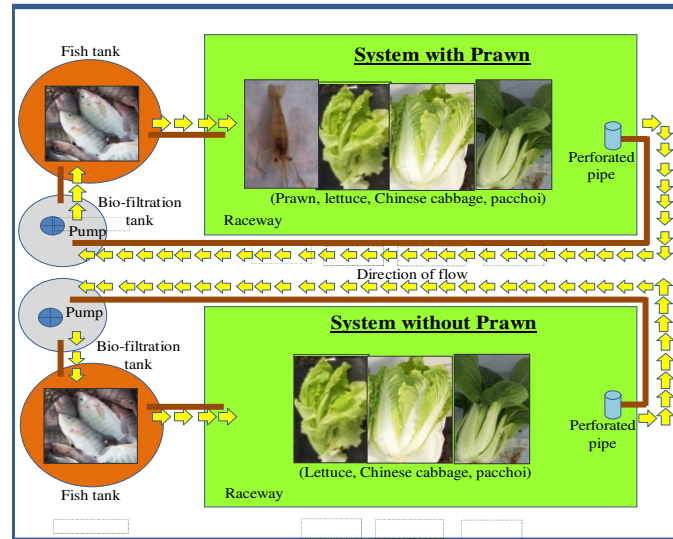 Fish tank
System with Prawn
Perforated
pipe
(Prawn, lettuce, Chinese cabbage, pacchoi)
Bio-filtration
tank
Raceway
Pump
Direction of flow
Pump
System without Prawn
Bio-filtration
tank
Perforated
pipe
(Lettuce, Chinese cabbage, pacchoi)
Fish tank
Raceway